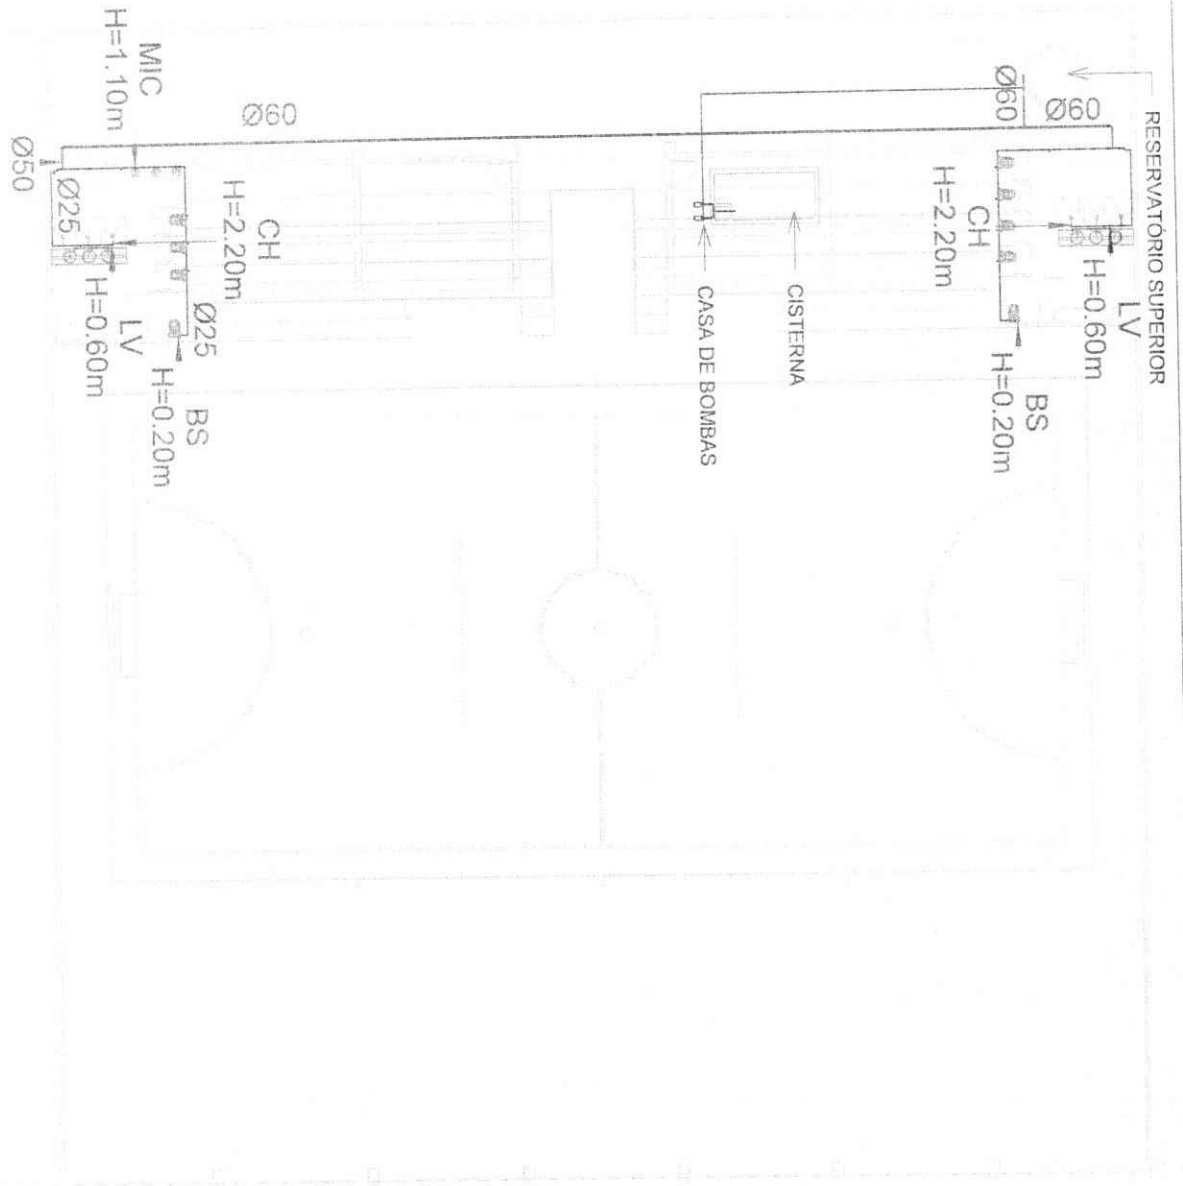 RESERVATÓRIO SUPERIOR
Ø60
Ø60
LV
H=0.60m
CH
H=2.20m
BS
H=0.20m
CISTERNA
CASA DE BOMBAS
Ø60
MIC
H=1.10m
Ø50
Ø25
CH
H=2.20m
LV
H=0.60m
Ø25
BS
H=0.20m